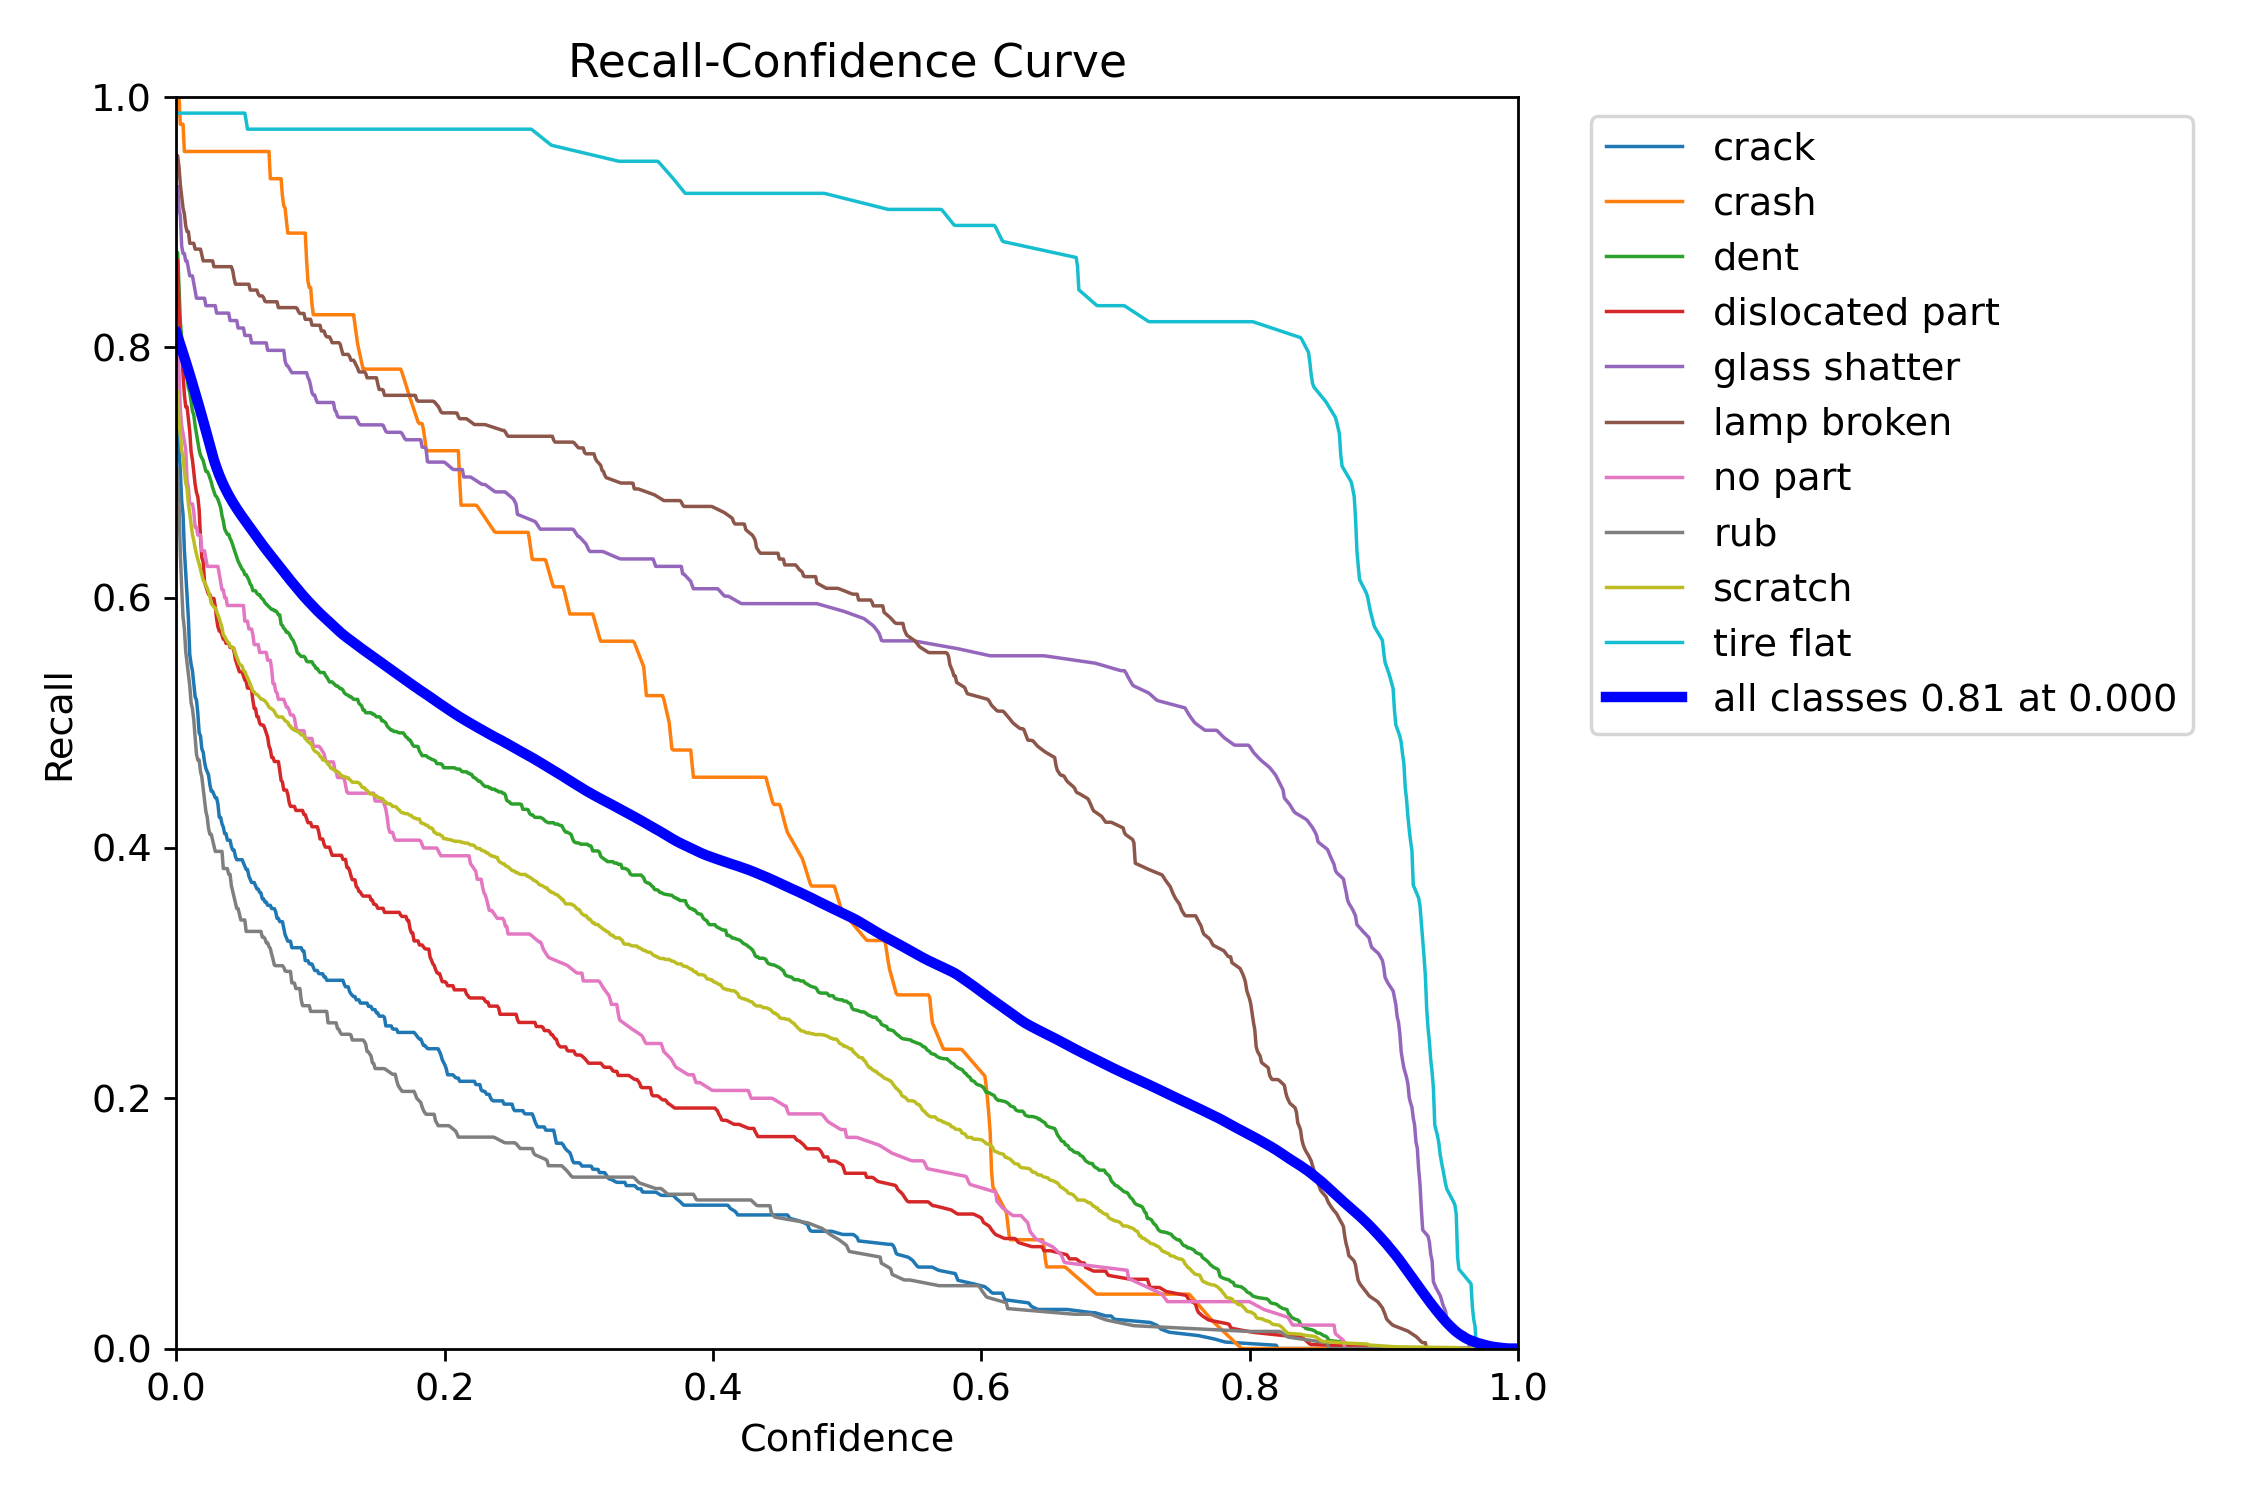 Recall-Confidence Curve
1.0
0.8
0.6
0.4
0.2
0.0
Recall
0.0 0.2 0.4 0.6 0.8 1.0
Confidence
crack
crash
dent
dislocated part
glass shatter
lamp broken
no part
rub
scratch
tire flat
all classes 0.81 at 0.000